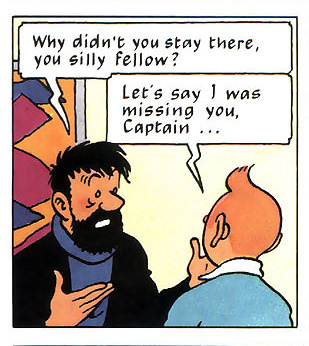 Why didn't you stay there,
you silly fellow?
Let's say I was
missing you,
Captain ...